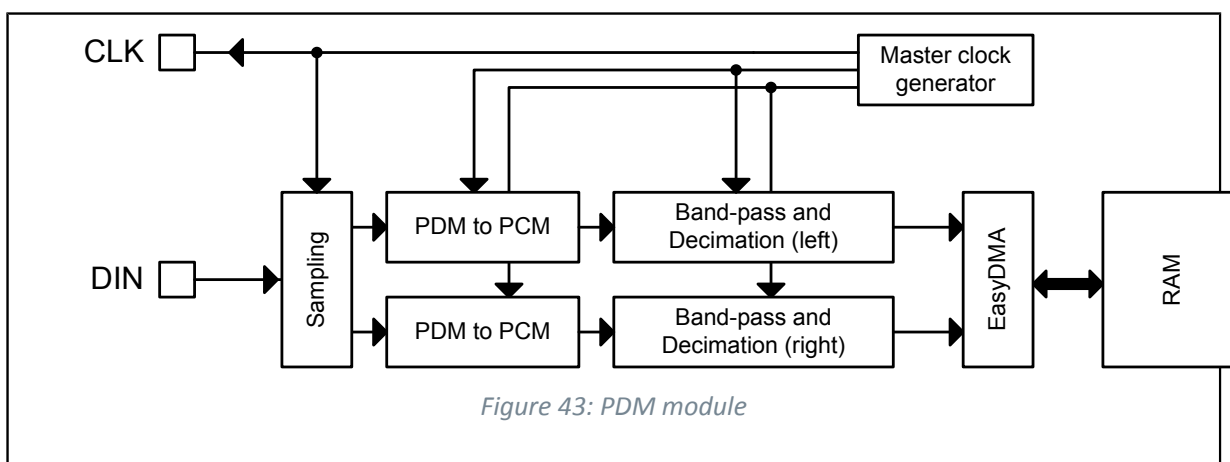 CLK
Master clock
generator
DIN
Sampling
PDM to PCM
Band-pass and
Decimation (left)
PDM to PCM
Band-pass and
Decimation (right)
EasyDMA
RAM
Figure 43: PDM module